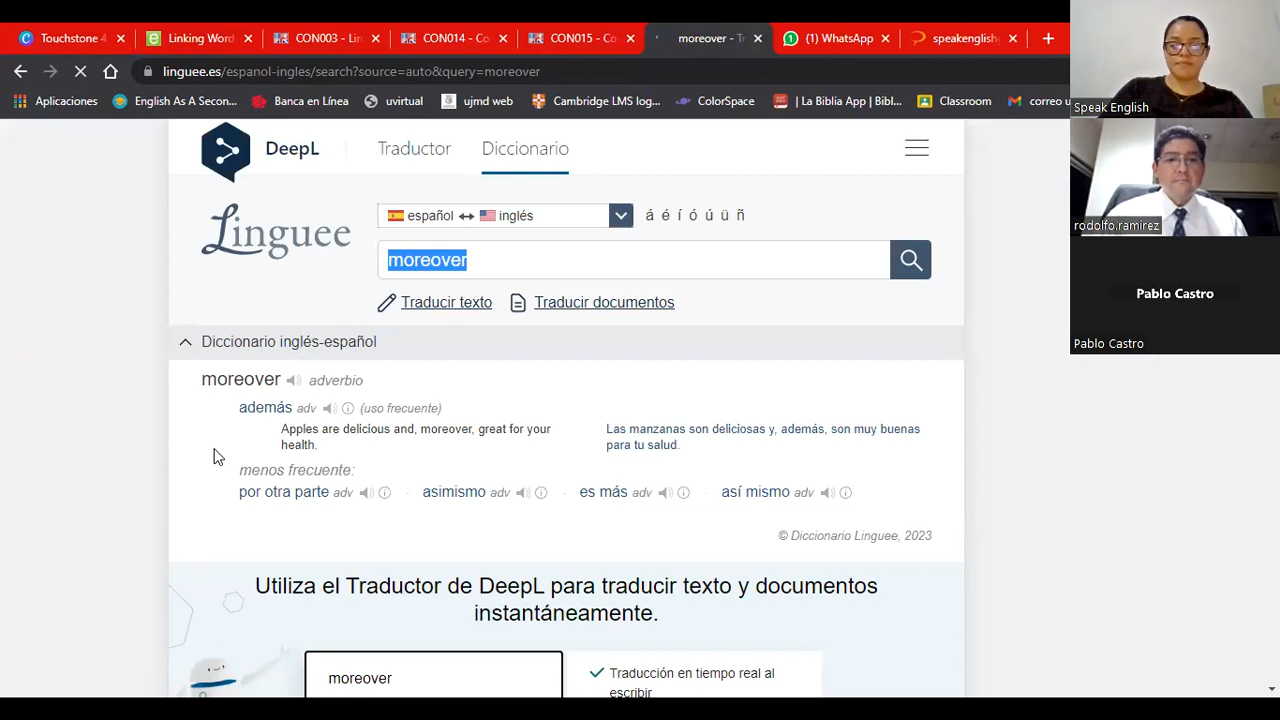 Touchstone 4
Linking Word
CON003 - Lin
CON014 - Co
CON015 - Co
moreover - T
(1) WhatsApp
speakenglish
linguee.es/espanol-ingles/search?source=auto&query=moreover
Aplicaciones
English As A Secon...
Banca en Línea
uvirtual
ujmd web
Cambridge LMS log...
ColorSpace
| La Biblia App | Bibl...
Classroom
correo u
Speak English
rodolfo.ramirez
Pablo Castro
Pablo Castro
DeepL
Traductor
Diccionario
Linguee
español ↔ inglés
á é í ó ú ü ñ
moreover
Traducir texto
Traducir documentos
Diccionario inglés-español
moreover adverbio
además adv (uso frecuente)
Apples are delicious and, moreover, great for your
health.
Las manzanas son deliciosas y, además, son muy buenas
para tu salud.
menos frecuente:
por otra parte adv · asimismo adv · es más adv · así mismo adv
© Diccionario Linguee, 2023
Utiliza el Traductor de DeepL para traducir texto y documentos
instantáneamente.
moreover
Traducción en tiempo real al
escribir